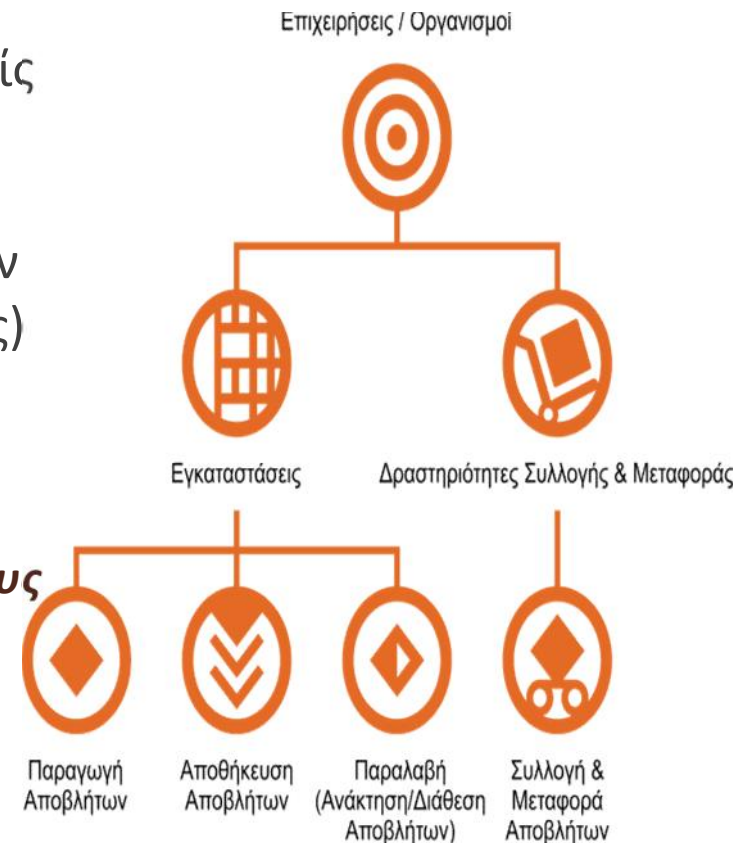 Επιχειρήσεις / Οργανισμοί
ίς
ν
ς)
Εγκαταστάσεις
Δραστηριότητες Συλλογής & Μεταφοράς
υς
Παραγωγή
Αποβλήτων
Αποθήκευση
Αποβλήτων
Παραλαβή
(Ανάκτηση/Διάθεση
Αποβλήτων)
Συλλογή &
Μεταφορά
Αποβλήτων